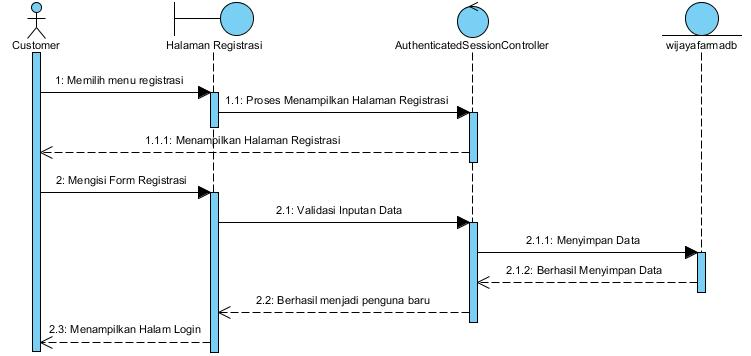 Customer
Halaman Registrasi
AuthenticatedSessionController
wijayafarmadb
1: Memilih menu registrasi
1.1: Proses Menampilkan Halaman Registrasi
1.1.1: Menampilkan Halaman Registrasi
2: Mengisi Form Registrasi
2.1: Validasi Inputan Data
2.1.1: Menyimpan Data
2.1.2: Berhasil Menyimpan Data
2.2: Berhasil menjadi penguna baru
2.3: Menampilkan Halam Login